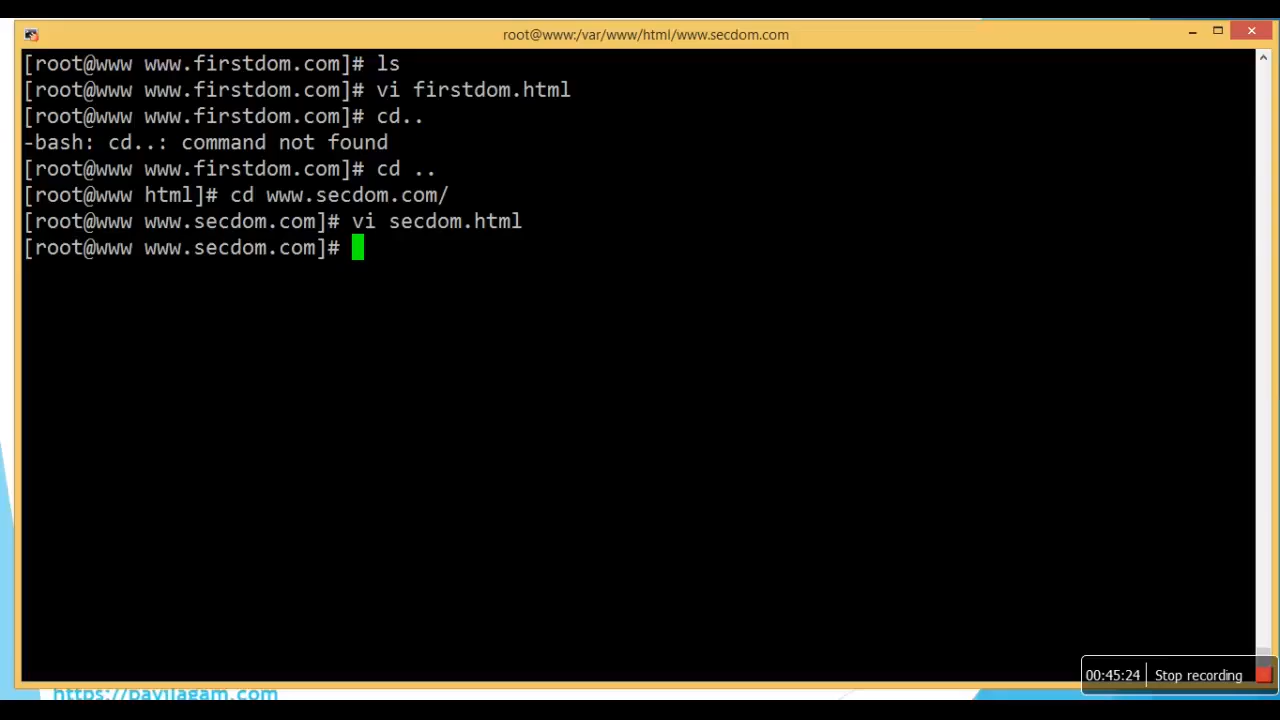 root@www:/var/www/html/www.secdom.com
[root@www www.firstdom.com]# ls
[root@www www.firstdom.com]# vi firstdom.html
[root@www www.firstdom.com]# cd..
-bash: cd..: command not found
[root@www www.firstdom.com]# cd ..
[root@www html]# cd www.secdom.com/
[root@www www.secdom.com]# vi secdom.html
[root@www www.secdom.com]#
00:45:24 Stop recording
https://payilagam.com